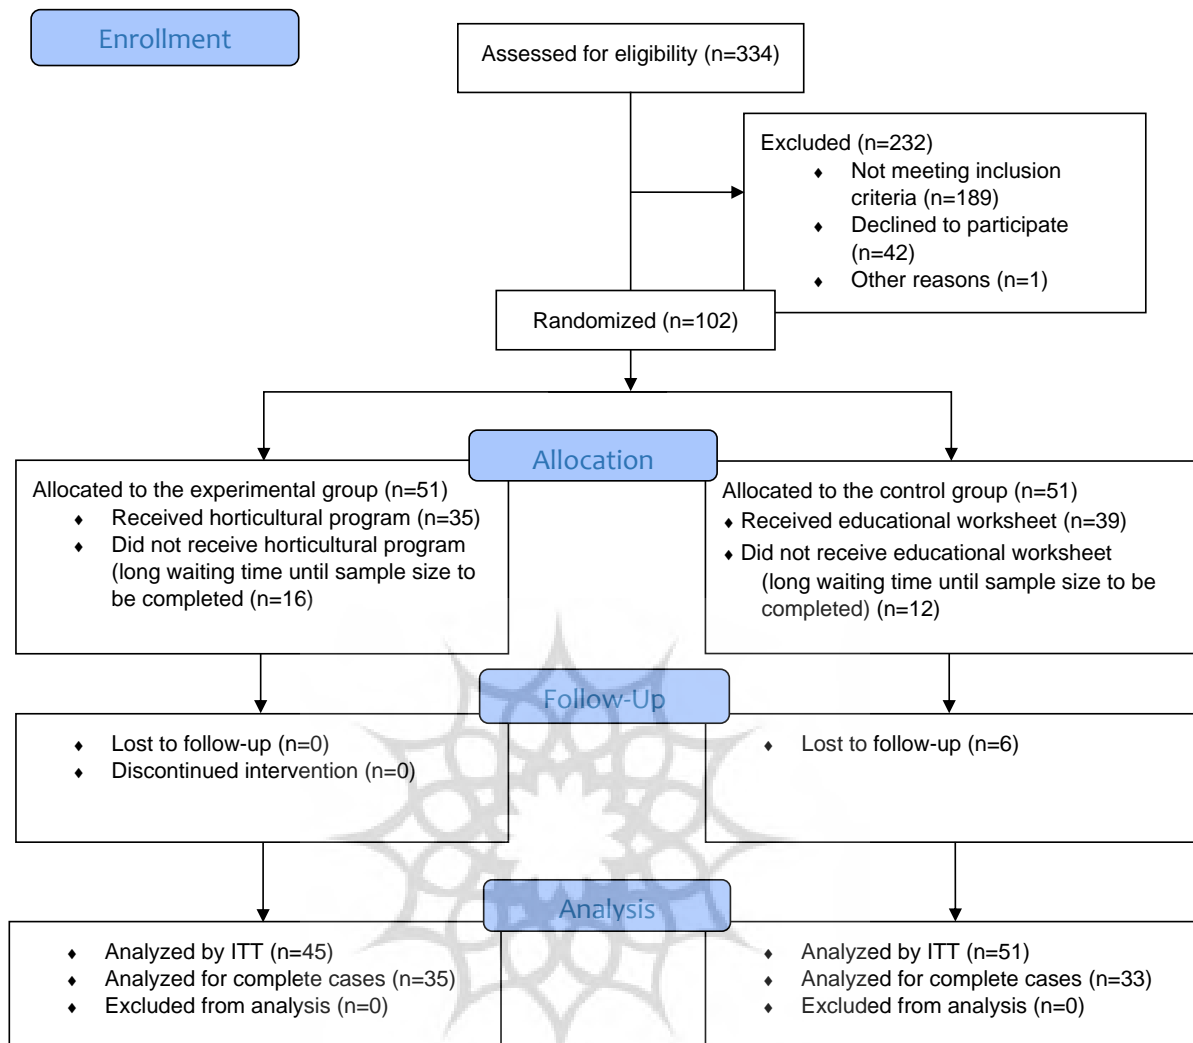 Enrollment
Assessed for eligibility (n=334)
Excluded (n=232)
♦ Not meeting inclusion
criteria (n=189)
♦ Declined to participate
(n=42)
♦ Other reasons (n=1)
Randomized (n=102)
Allocation
Allocated to the experimental group (n=51)
♦ Received horticultural program (n=35)
♦ Did not receive horticultural program
(long waiting time until sample size to
be completed (n=16)
Allocated to the control group (n=51)
♦ Received educational worksheet (n=39)
♦ Did not receive educational worksheet
(long waiting time until sample size to be
completed) (n=12)
Follow-Up
♦ Lost to follow-up (n=0)
♦ Discontinued intervention (n=0)
♦ Lost to follow-up (n=6)
Analysis
♦ Analyzed by ITT (n=45)
♦ Analyzed for complete cases (n=35)
♦ Excluded from analysis (n=0)
♦ Analyzed by ITT (n=51)
♦ Analyzed for complete cases (n=33)
♦ Excluded from analysis (n=0)